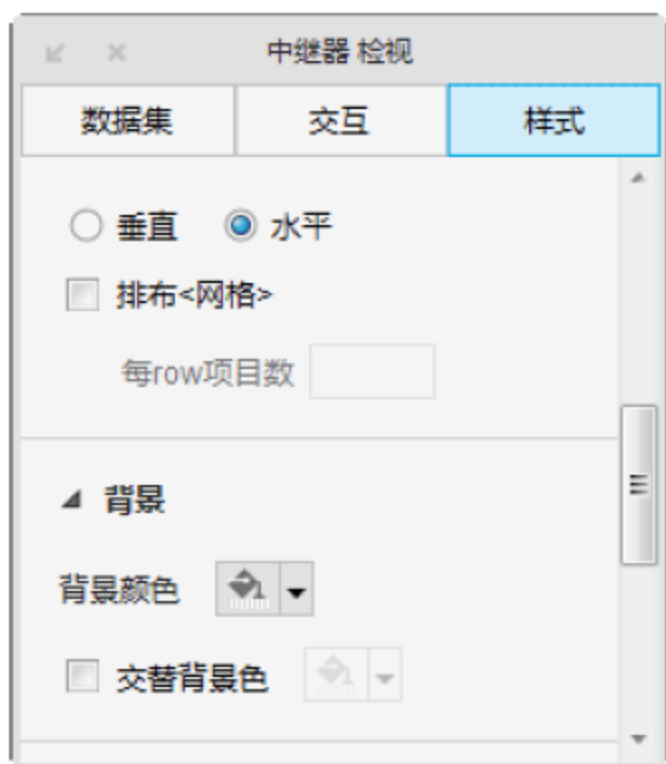 中继器 检视
数据集 交互 样式
垂直 水平
排布<网格>
每row项目数
背景
背景颜色
交替背景色